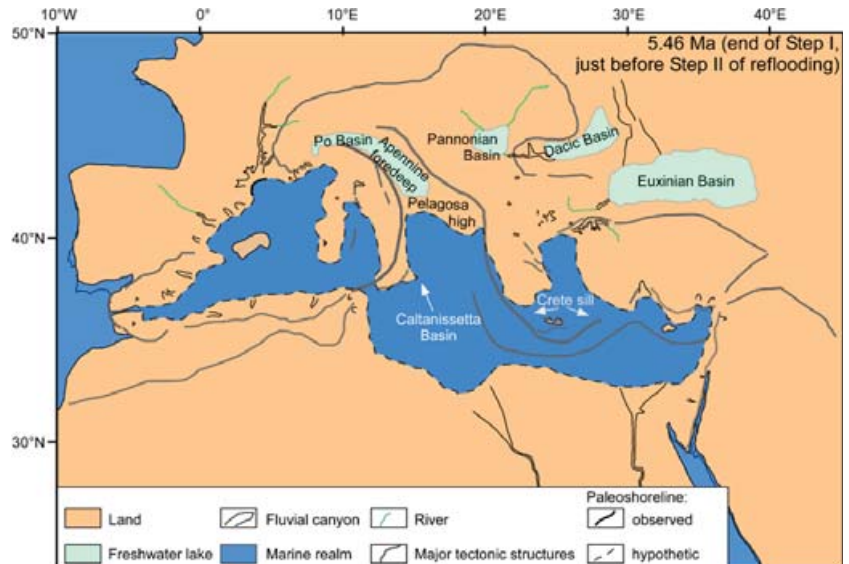 10°W 0° 10°E 20°E 30°E 40°E
50°N
5.46 Ma (end of Step I,
just before Step II of reflooding)
Po Basin
Apennine
foredeep
Pannonian
Basin
Dacic Basin
Euxinian Basin
Pelagosa
high
40°N
Crete sill
Caltanissetta
Basin
30°N
Land
Fluvial canyon
River
Paleoshoreline:
observed
Freshwater lake
Marine realm
Major tectonic structures
hypothetic